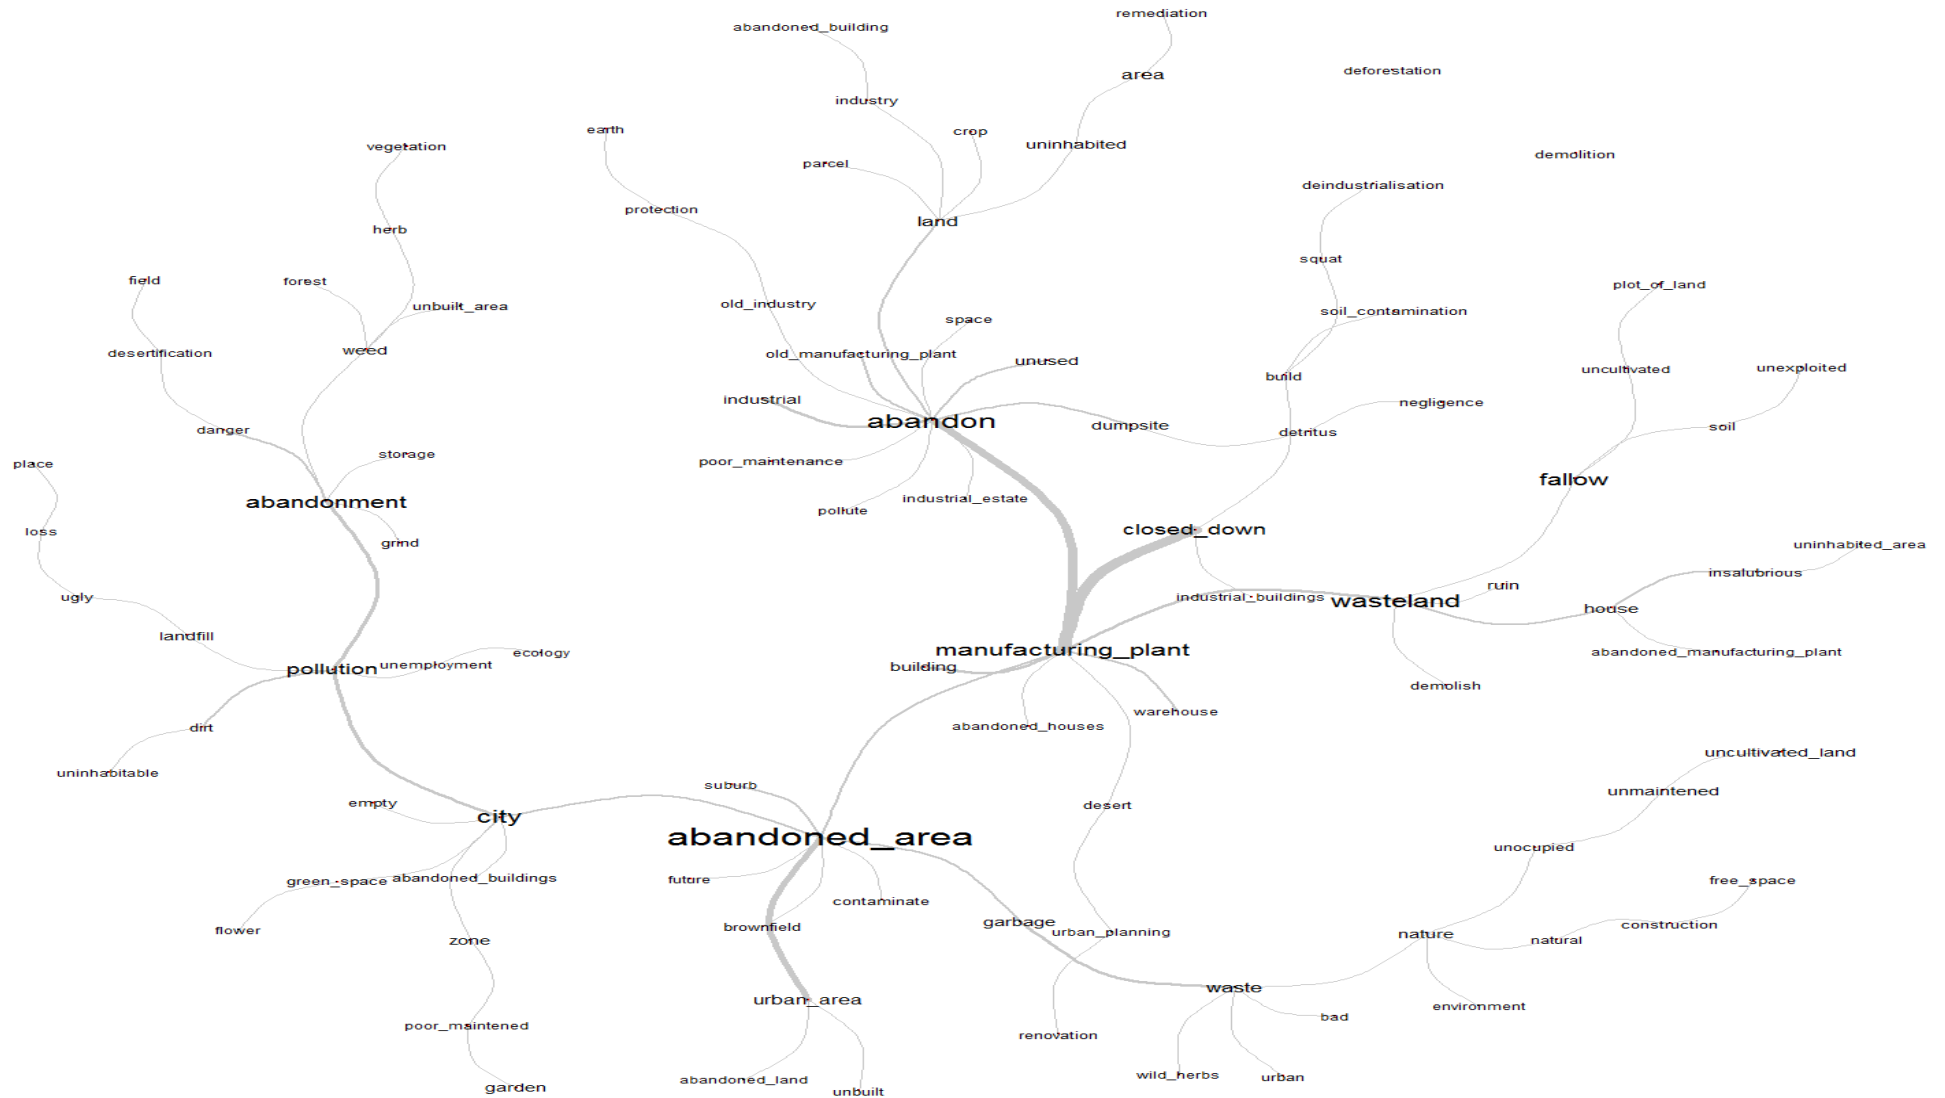 remediation
abandoned_building
deforestation
area
industry
earth
crop
uninhabited
vegetation
demolition
parcel
deindustrialisation
protection
land
herb
squat
field
forest
plot_of_land
unbuilt_area
old_industry
soil_contamination
space
weed
desertification
old_manufacturing_plant
unused
uncultivated
unexploited
build
industrial
negligence
abandon
dumpsite
soil
danger
detritus
storage
poor_maintenance
place
fallow
abandonment
industrial_estate
pollute
closed_down
loss
grind
uninhabited_area
insalubrious
ruin
ugly
industrial_buildings
wasteland
house
landfill
manufacturing_plant
ecology
abandoned_manufacturing_plant
pollution
unemployment
building
demolish
warehouse
abandoned_houses
dirt
uncultivated_land
uninhabitable
suburb
unmaintened
empty
desert
city
abandoned_area
unocupied
green_space
abandoned_buildings
future
free_space
contaminate
garbage
construction
brownfield
flower
urban_planning
nature
zone
natural
waste
urban_area
environment
bad
poor_maintened
renovation
wild_herbs
urban
abandoned_land
garden
unbuilt